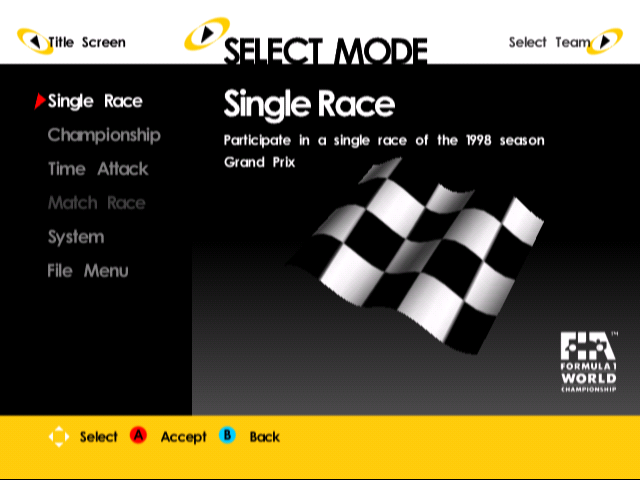 Title Screen
SELECT MODE
Select Team
Single Race
Championship
Time Attack
Match Race
System
File Menu
Single Race
Participate in a single race of the 1998 season
Grand Prix
FIA™
FORMULA 1
WORLD
CHAMPIONSHIP
Select A Accept B Back